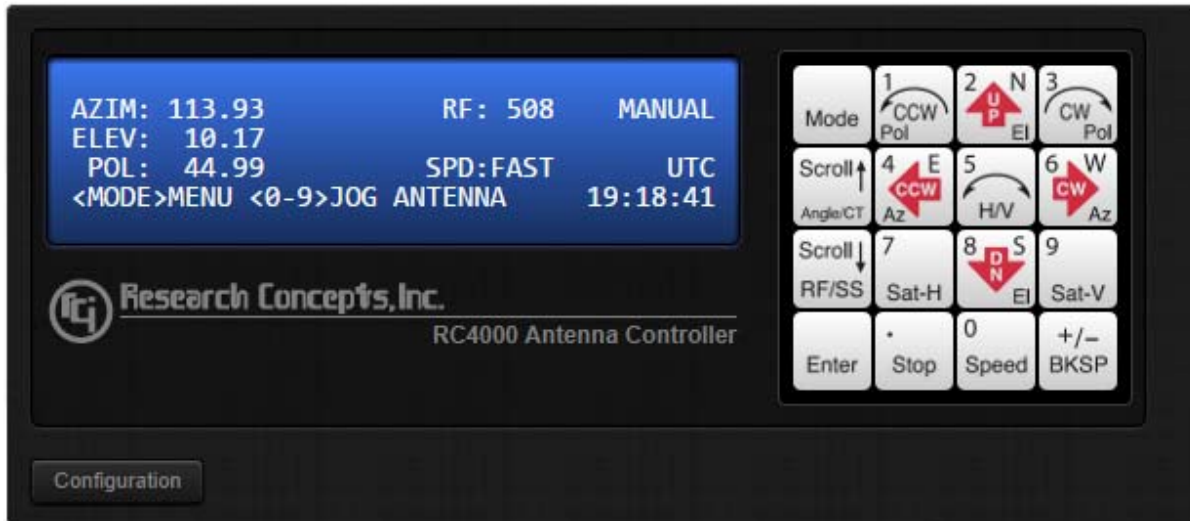 AZIM: 113.93 RF: 508 MANUAL
ELEV: 10.17
POL: 44.99 SPD:FAST UTC
<MODE>MENU <0-9>JOG ANTENNA 19:18:41
rci Research Concepts, Inc.
RC4000 Antenna Controller
Mode
1 CCW Pol
2 N UP El
3 CW Pol
Scroll ↑ Angle/CT
4 E CCW Az
5 H/V
6 W CW Az
Scroll ↓ RF/SS
7 Sat-H
8 S DN El
9 Sat-V
Enter
. Stop
0 Speed
+/− BKSP
Configuration